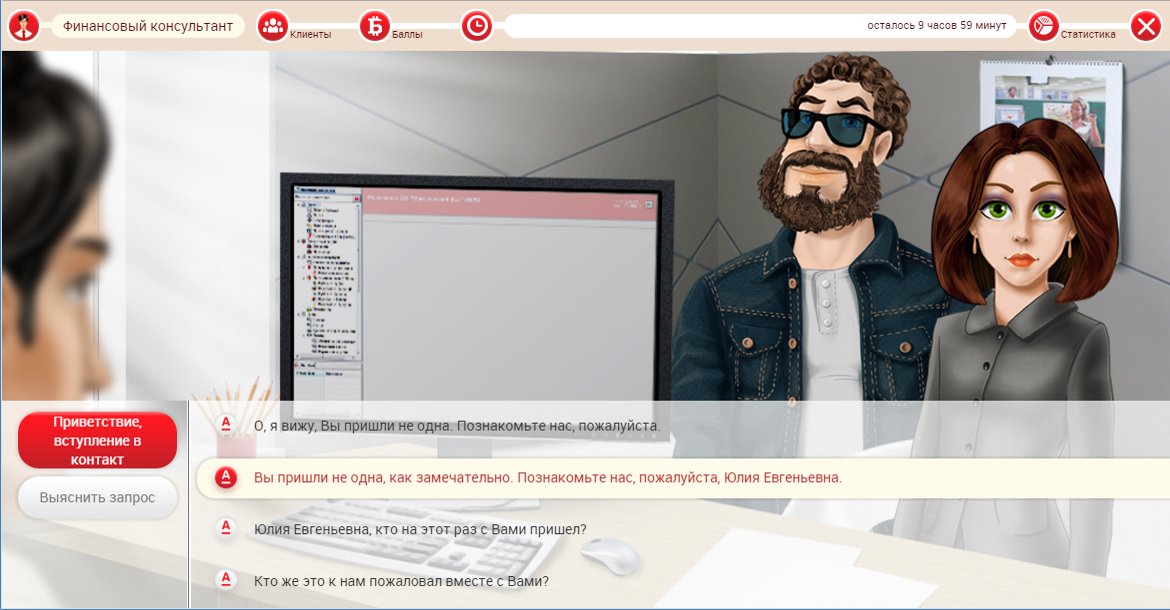 Финансовый консультант
Клиенты
Баллы
осталось 9 часов 59 минут
Статистика
Приветствие,
вступление в
контакт
Выяснить запрос
А О, я вижу, Вы пришли не одна. Познакомьте нас, пожалуйста.
А Вы пришли не одна, как замечательно. Познакомьте нас, пожалуйста, Юлия Евгеньевна.
А Юлия Евгеньевна, кто на этот раз с Вами пришел?
А Кто же это к нам пожаловал вместе с Вами?